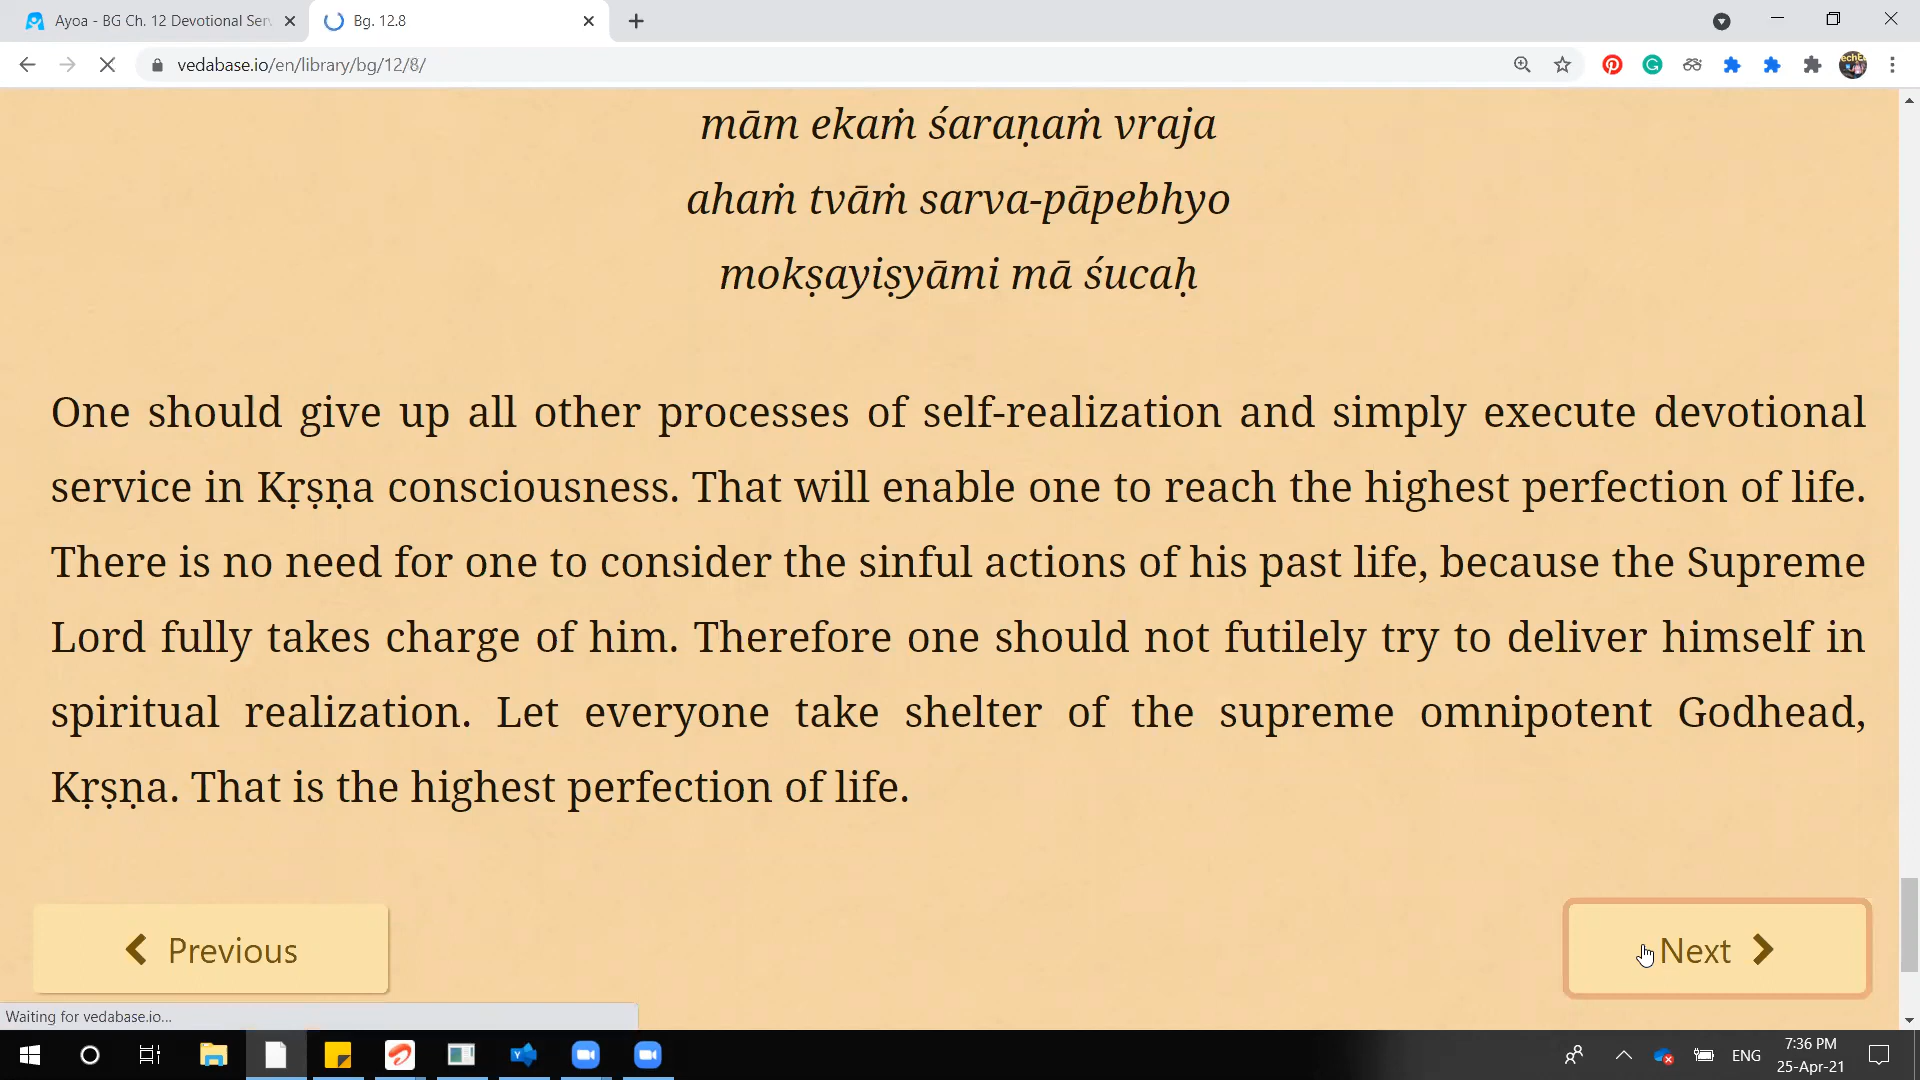 Ayoa - BG Ch. 12 Devotional Ser
Bg. 12.8
vedabase.io/en/library/bg/12/8/
mām ekaṁ śaraṇaṁ vraja
ahaṁ tvāṁ sarva-pāpebhyo
mokṣayiṣyāmi mā śucaḥ
One should give up all other processes of self-realization and simply execute devotional
service in Kṛṣṇa consciousness. That will enable one to reach the highest perfection of life.
There is no need for one to consider the sinful actions of his past life, because the Supreme
Lord fully takes charge of him. Therefore one should not futilely try to deliver himself in
spiritual realization. Let everyone take shelter of the supreme omnipotent Godhead,
Kṛṣṇa. That is the highest perfection of life.
Previous
Next
Waiting for vedabase.io...
ENG
7:36 PM
25-Apr-21